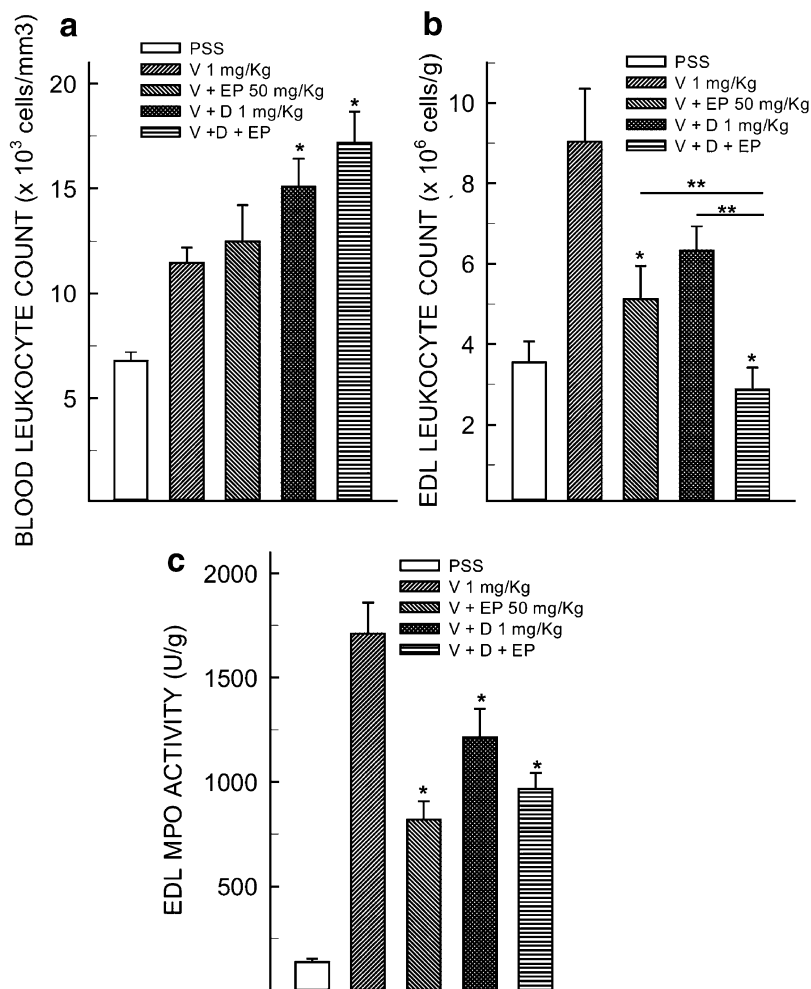 a
PSS
V 1 mg/Kg
V + EP 50 mg/Kg
V + D 1 mg/Kg
V +D + EP
BLOOD LEUKOCYTE COUNT (x 10³ cells/mm3)
20
15
10
5
*
*
b
PSS
V 1 mg/Kg
V + EP 50 mg/Kg
V + D 1 mg/Kg
V + D + EP
EDL LEUKOCYTE COUNT (x 10⁶ cells/g)
10
8
6
4
2
**
**
*
*
c
PSS
V 1 mg/Kg
V + EP 50 mg/Kg
V + D 1 mg/Kg
V + D + EP
EDL MPO ACTIVITY (U/g)
2000
1500
1000
500
*
*
*